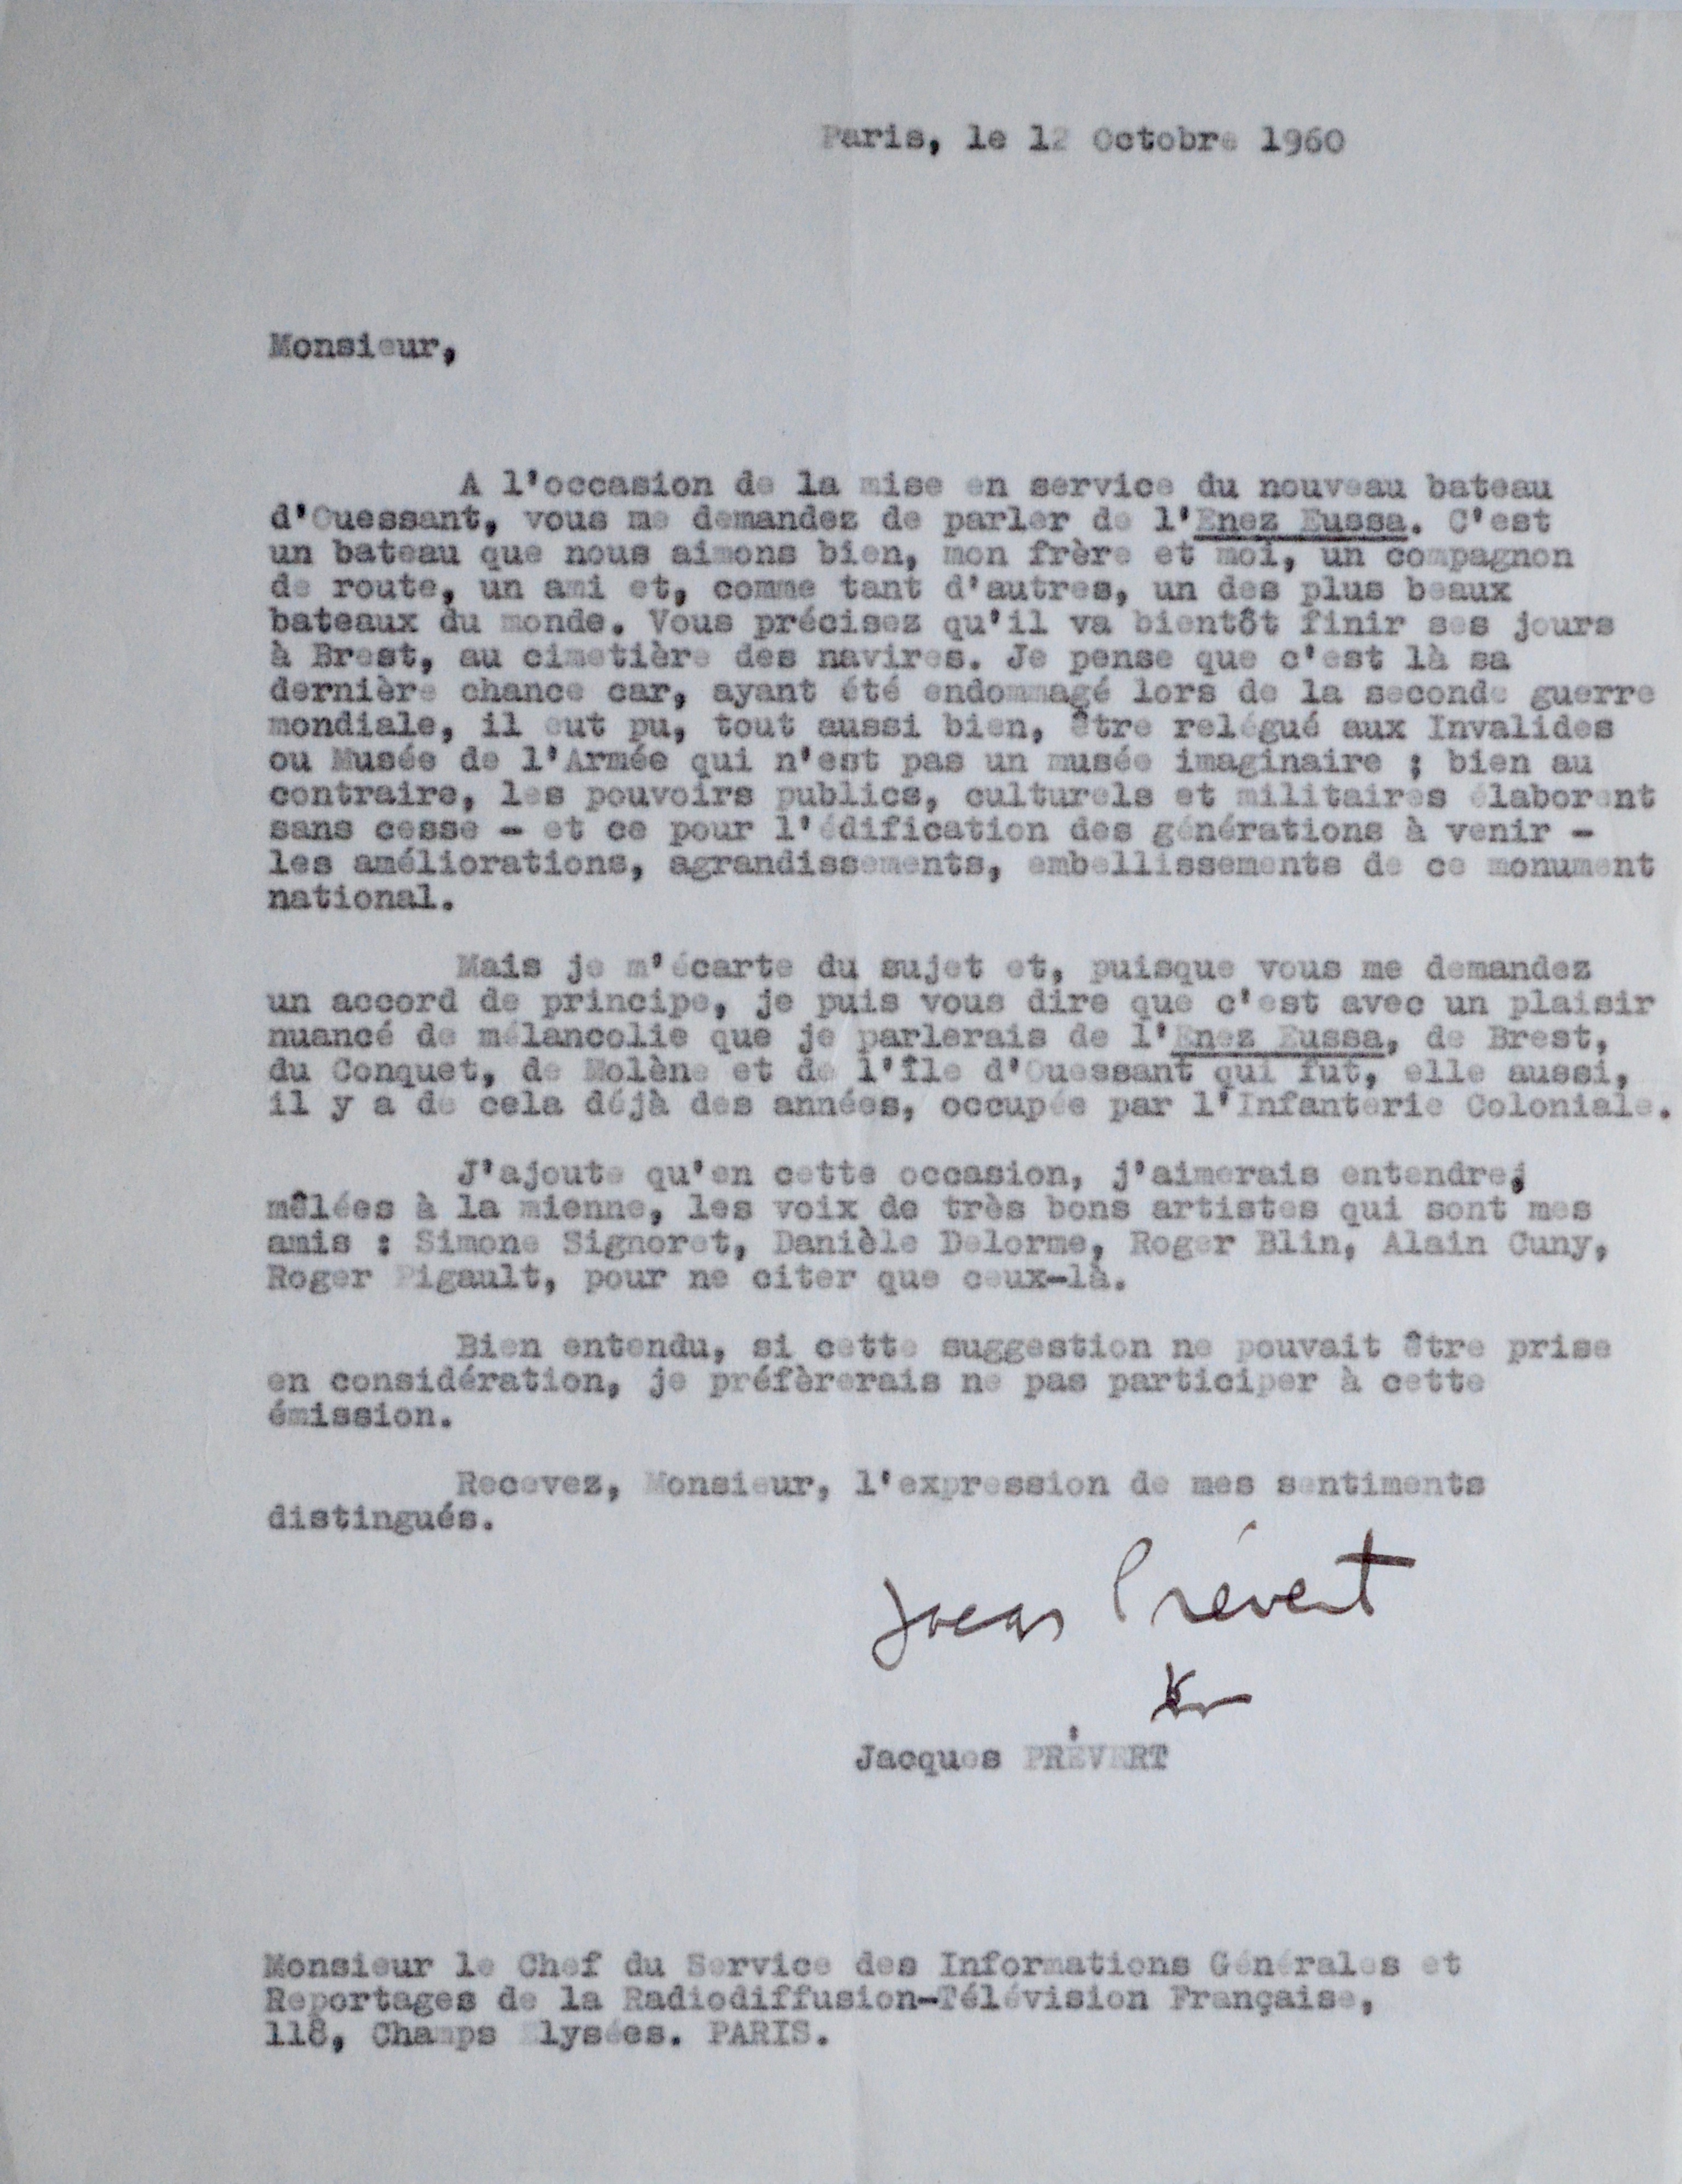 Paris, le 12 Octobre 1960
Monsieur,
A l'occasion de la mise en service du nouveau bateau
d'Ouessant, vous me demandez de parler de l'Enez Eussa. C'est
un bateau que nous aimons bien, mon frère et moi, un compagnon
de route, un ami et, comme tant d'autres, un des plus beaux
bateaux du monde. Vous précisez qu'il va bientôt finir ses jours
à Brest, au cimetière des navires. Je pense que c'est là sa
dernière chance car, ayant été endommagé lors de la seconde guerre
mondiale, il eut pu, tout aussi bien, être relégué aux Invalides
ou Musée de l'Armée qui n'est pas un musée imaginaire ; bien au
contraire, les pouvoirs publics, culturels et militaires élaborent
sans cesse - et ce pour l'édification des générations à venir -
les améliorations, agrandissements, embellissements de ce monument
national.
Mais je m'écarte du sujet et, puisque vous me demandez
un accord de principe, je puis vous dire que c'est avec un plaisir
nuancé de mélancolie que je parlerais de l'Enez Eussa, de Brest,
du Conquet, de Molène et de l'île d'Ouessant qui fut, elle aussi,
il y a de cela déjà des années, occupée par l'Infanterie Coloniale.
J'ajoute qu'en cette occasion, j'aimerais entendre,
mêlées à la mienne, les voix de très bons artistes qui sont mes
amis : Simone Signoret, Danièle Delorme, Roger Blin, Alain Cuny,
Roger Pigault, pour ne citer que ceux-là.
Bien entendu, si cette suggestion ne pouvait être prise
en considération, je préfèrerais ne pas participer à cette
émission.
Recevez, Monsieur, l'expression de mes sentiments
distingués.
Jacques Prévert
Jacques PRÉVERT
Monsieur le Chef du Service des Informations Générales et
Reportages de la Radiodiffusion-Télévision Française,
118, Champs Elysées. PARIS.